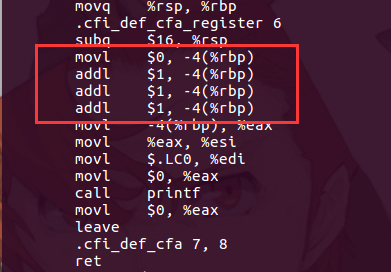 movq %rsp, %rbp
.cfi_def_cfa_register 6
subq $16, %rsp
movl $0, -4(%rbp)
addl $1, -4(%rbp)
addl $1, -4(%rbp)
addl $1, -4(%rbp)
movl -4(%rbp), %eax
movl %eax, %esi
movl $.LC0, %edi
movl $0, %eax
call printf
movl $0, %eax
leave
.cfi_def_cfa 7, 8
ret